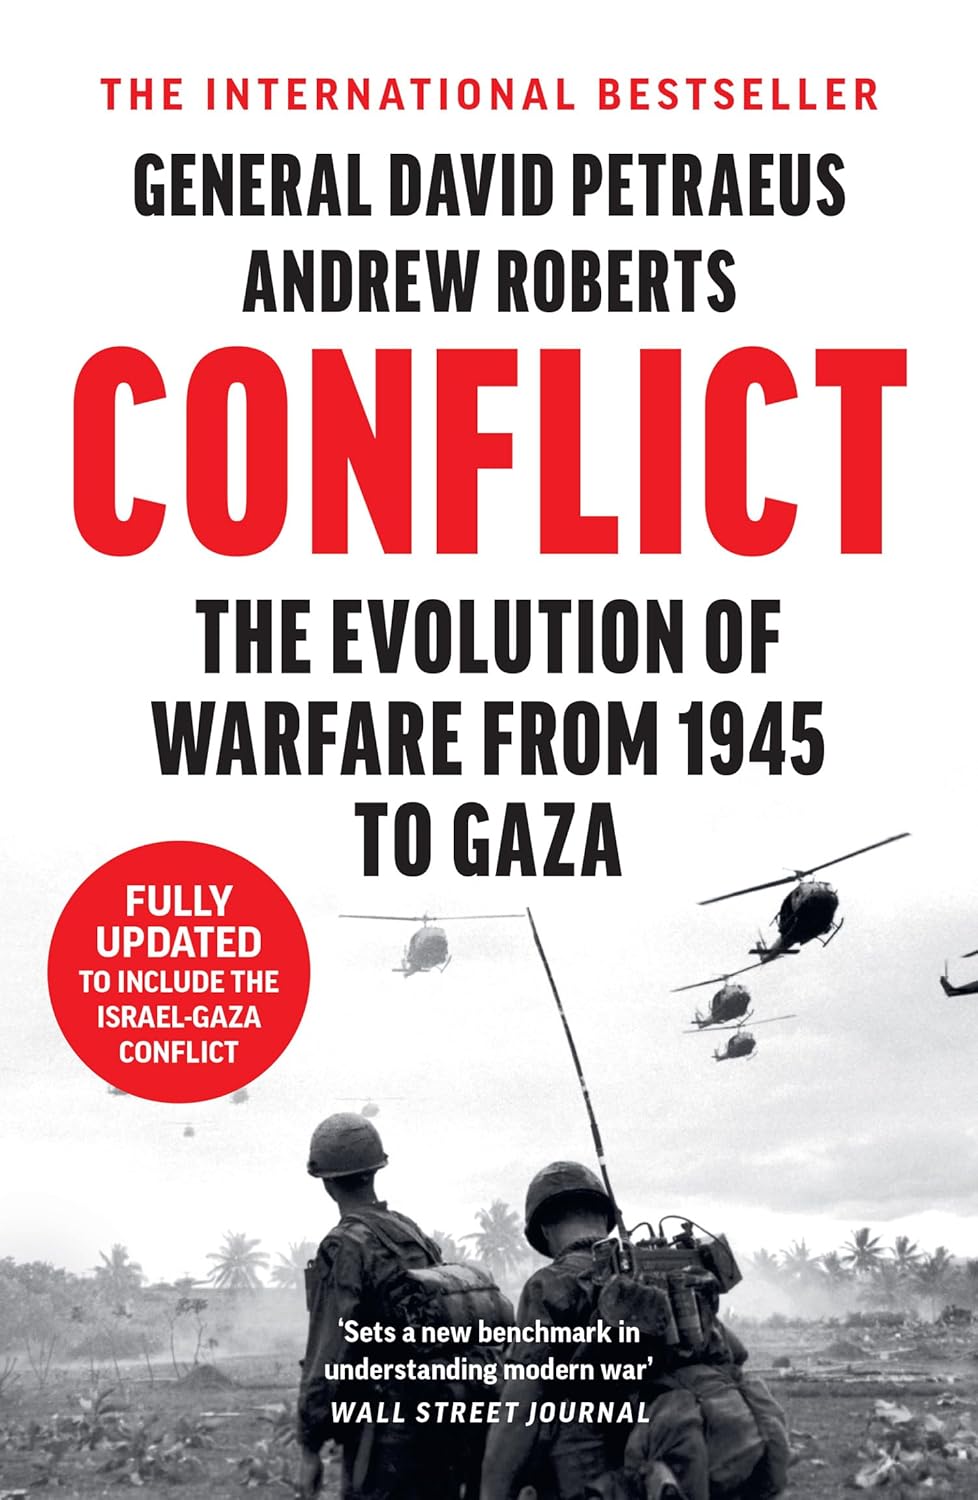 THE INTERNATIONAL BESTSELLER
GENERAL DAVID PETRAEUS
ANDREW ROBERTS
CONFLICT
THE EVOLUTION OF
WARFARE FROM 1945
TO GAZA
FULLY
UPDATED
TO INCLUDE THE
ISRAEL-GAZA
CONFLICT
‘Sets a new benchmark in
understanding modern war’
WALL STREET JOURNAL